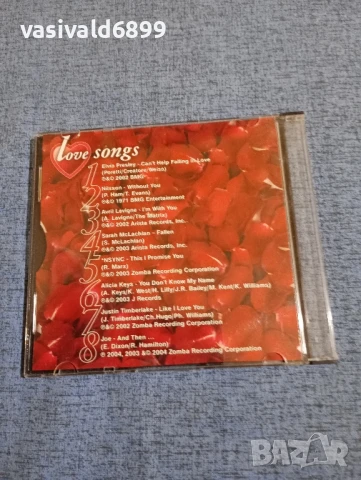 vasivald6899
love songs
1
Elvis Presley - Can't Help Falling in Love
(Peretti/Creatore/Weiss)
℗&© 2002 BMG
2
Nilsson - Without You
(P. Ham/T. Evans)
℗&© 1971 BMG Entertainment
3
Avril Lavigne - I'm With You
(A. Lavigne/The Matrix)
℗&© 2002 Arista Records, Inc.
4
Sarah McLachlan - Fallen
(S. McLachlan)
℗&© 2003 Arista Records, Inc.
5
*NSYNC - This I Promise You
(R. Marx)
℗&© 2003 Zomba Recording Corporation
6
Alicia Keys - You Don't Know My Name
(A. Keys/K. West/H. Lilly/J.R. Bailey/M. Kent/K. Williams)
℗&© 2003 J Records
7
Justin Timberlake - Like I Love You
(J. Timberlake/Ch.Hugo/Ph. Williams)
℗&© 2002 Zomba Recording Corporation
8
Joe - And Then ...
(E. Dixon/R. Hamilton)
℗ 2004, 2003 &© 2004 Zomba Recording Corporation
BAZAR
bg